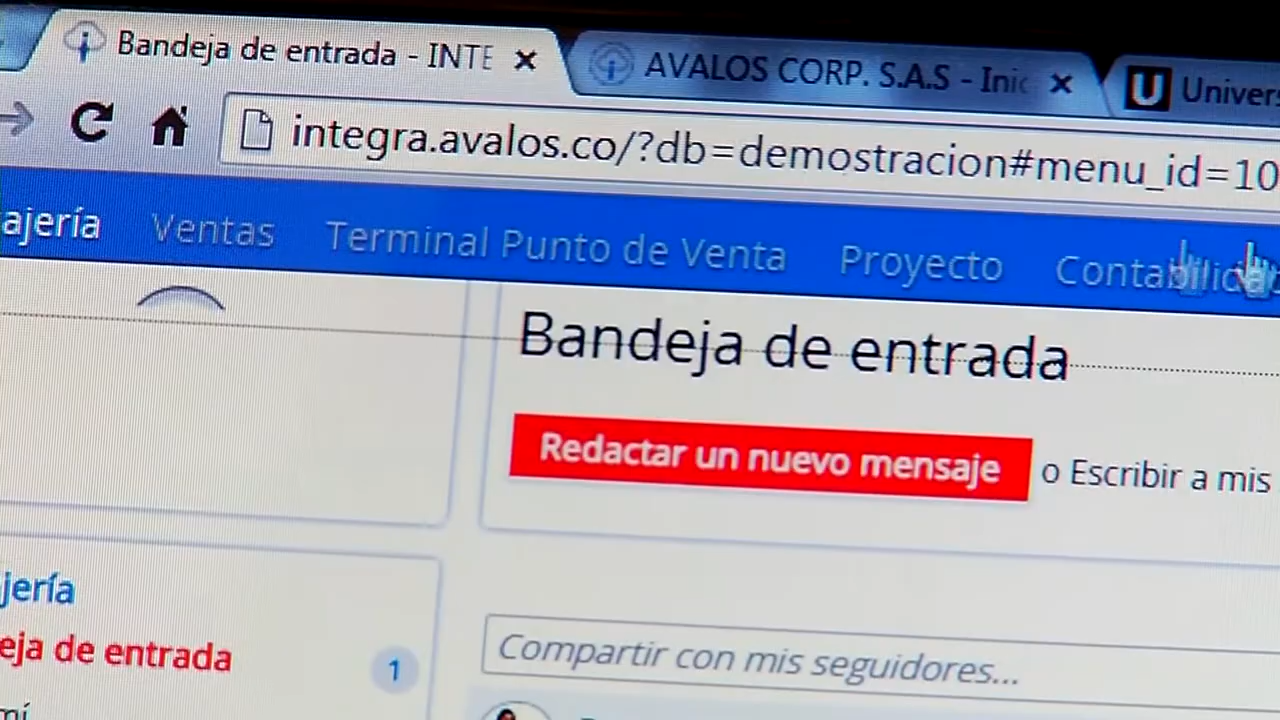 Bandeja de entrada - INTE
AVALOS CORP. S.A.S - Inic
Univers
integra.avalos.co/?db=demostracion#menu_id=10
ajería Ventas Terminal Punto de Venta Proyecto Contabilidad
Bandeja de entrada
Redactar un nuevo mensaje o Escribir a mis
jería
eja de entrada 1
Compartir con mis seguidores...
mí